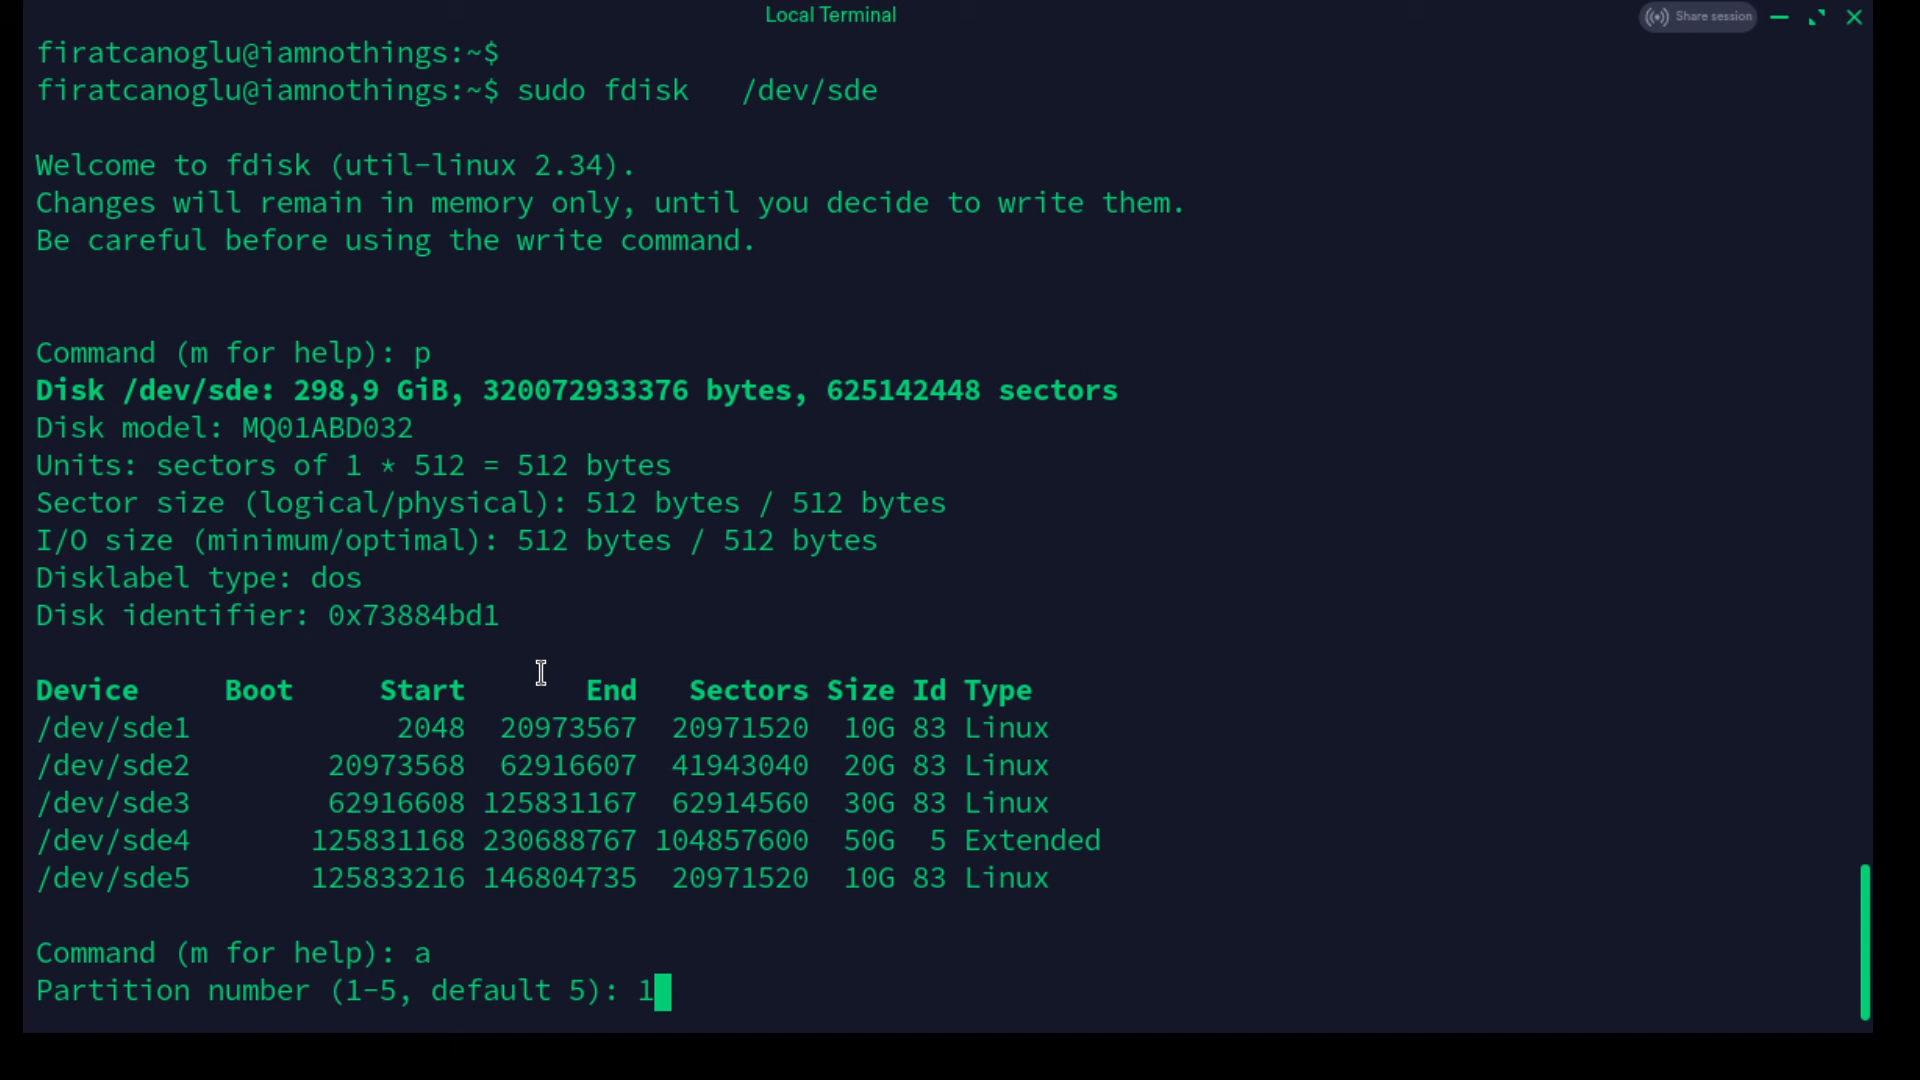 Local Terminal
Share session
firatcanoglu@iamnothings:~$
firatcanoglu@iamnothings:~$ sudo fdisk   /dev/sde
Welcome to fdisk (util-linux 2.34).
Changes will remain in memory only, until you decide to write them.
Be careful before using the write command.
Command (m for help): p
Disk /dev/sde: 298,9 GiB, 320072933376 bytes, 625142448 sectors
Disk model: MQ01ABD032
Units: sectors of 1 * 512 = 512 bytes
Sector size (logical/physical): 512 bytes / 512 bytes
I/O size (minimum/optimal): 512 bytes / 512 bytes
Disklabel type: dos
Disk identifier: 0x73884bd1
Device     Boot     Start       End   Sectors Size Id Type
/dev/sde1            2048  20973567  20971520  10G 83 Linux
/dev/sde2        20973568  62916607  41943040  20G 83 Linux
/dev/sde3        62916608 125831167  62914560  30G 83 Linux
/dev/sde4       125831168 230688767 104857600  50G  5 Extended
/dev/sde5       125833216 146804735  20971520  10G 83 Linux
Command (m for help): a
Partition number (1-5, default 5): 1